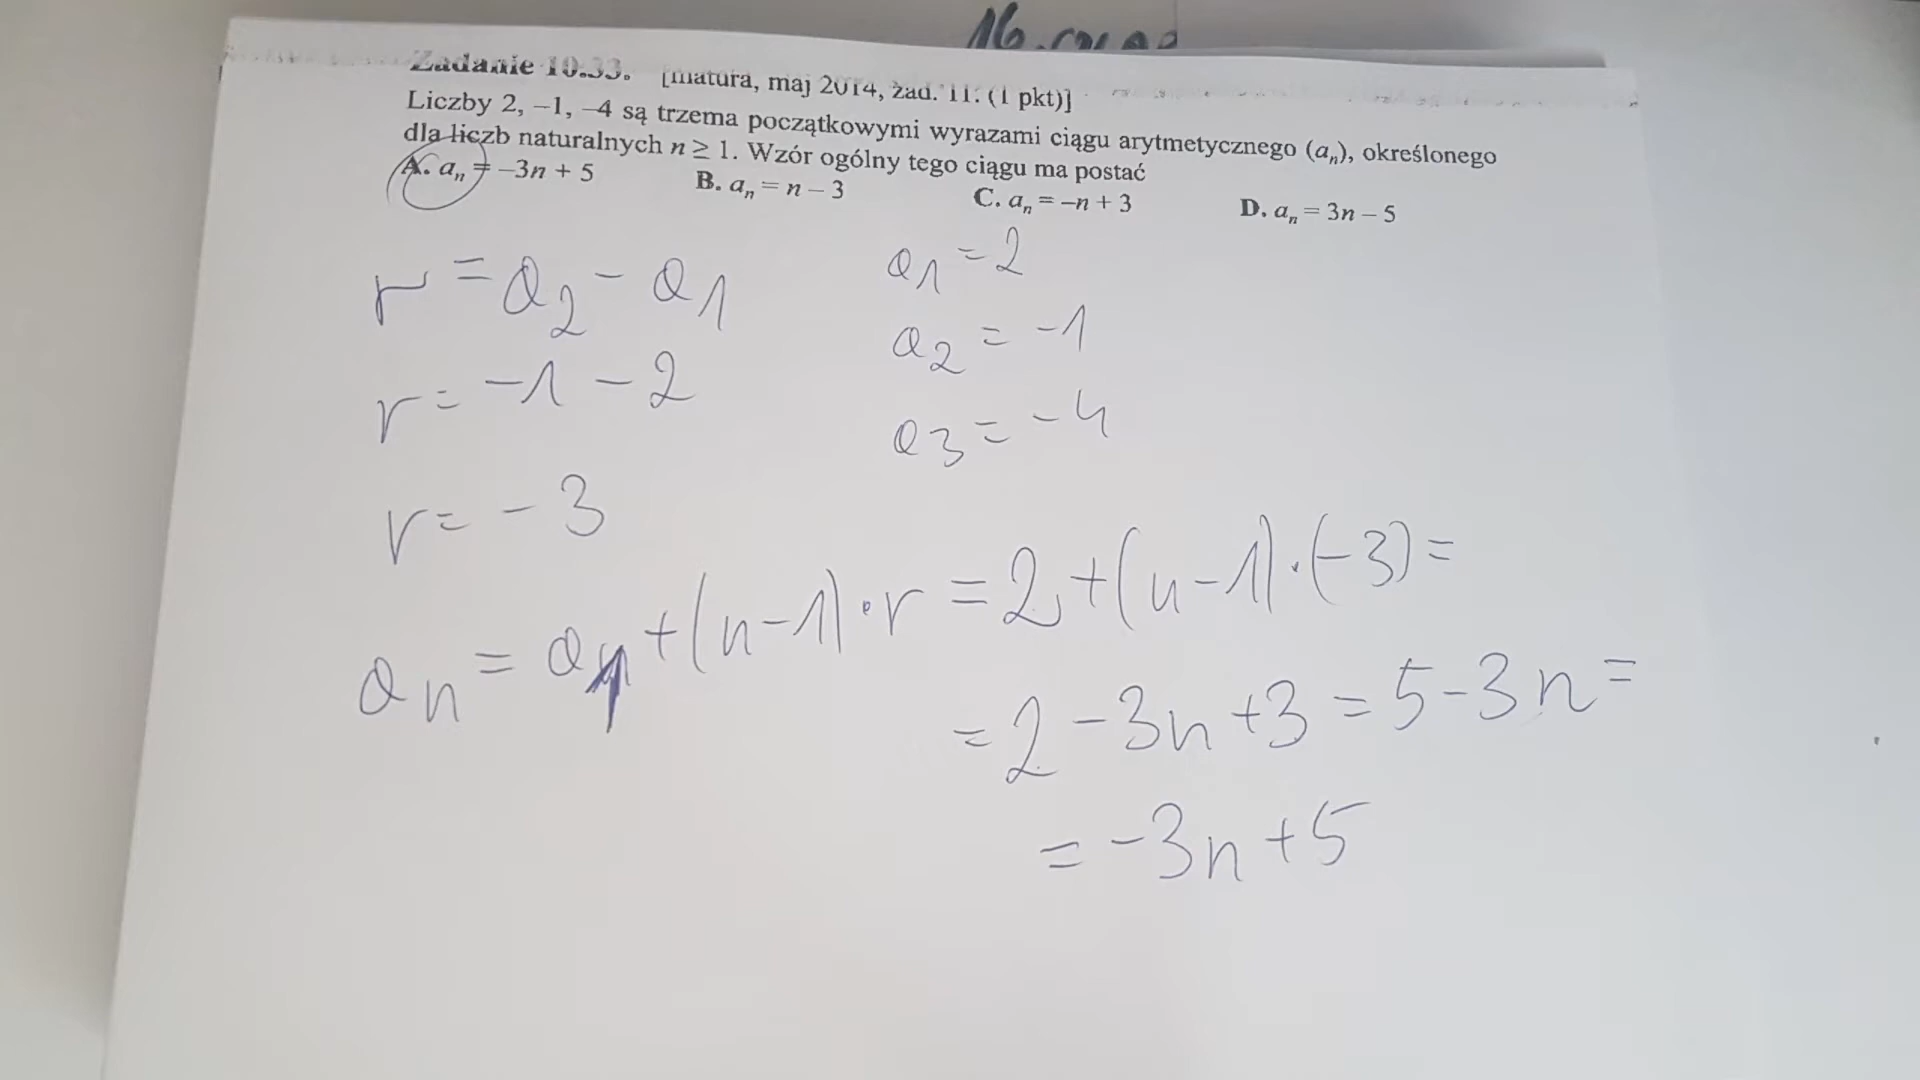 Zadanie 10.33. [matura, maj 2014, zad. 11. (1 pkt)]
Liczby 2, –1, –4 są trzema początkowymi wyrazami ciągu arytmetycznego (aₙ), określonego
dla liczb naturalnych n ≥ 1. Wzór ogólny tego ciągu ma postać
A. aₙ = –3n + 5 B. aₙ = n – 3 C. aₙ = –n + 3 D. aₙ = 3n – 5
r = a₂ - a₁ a₁ = 2
r = -1 - 2 a₂ = -1
r = -3 a₃ = -4
aₙ = a₁ + (n-1)·r = 2 + (n-1)·(-3) =
= 2 - 3n + 3 = 5 - 3n =
= -3n + 5